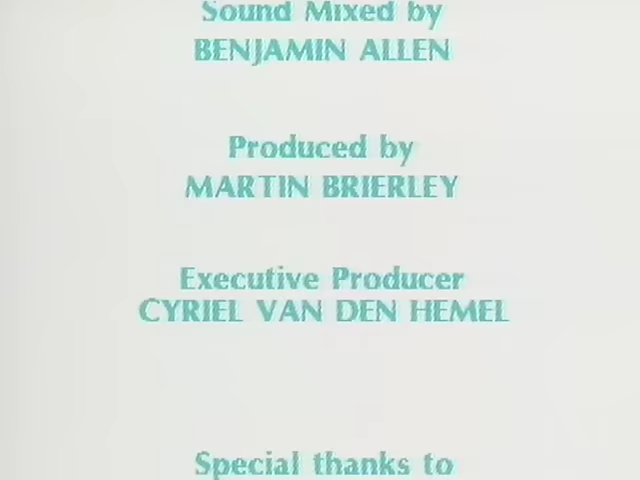 Sound Mixed by
BENJAMIN ALLEN
Produced by
MARTIN BRIERLEY
Executive Producer
CYRIEL VAN DEN HEMEL
Special thanks to